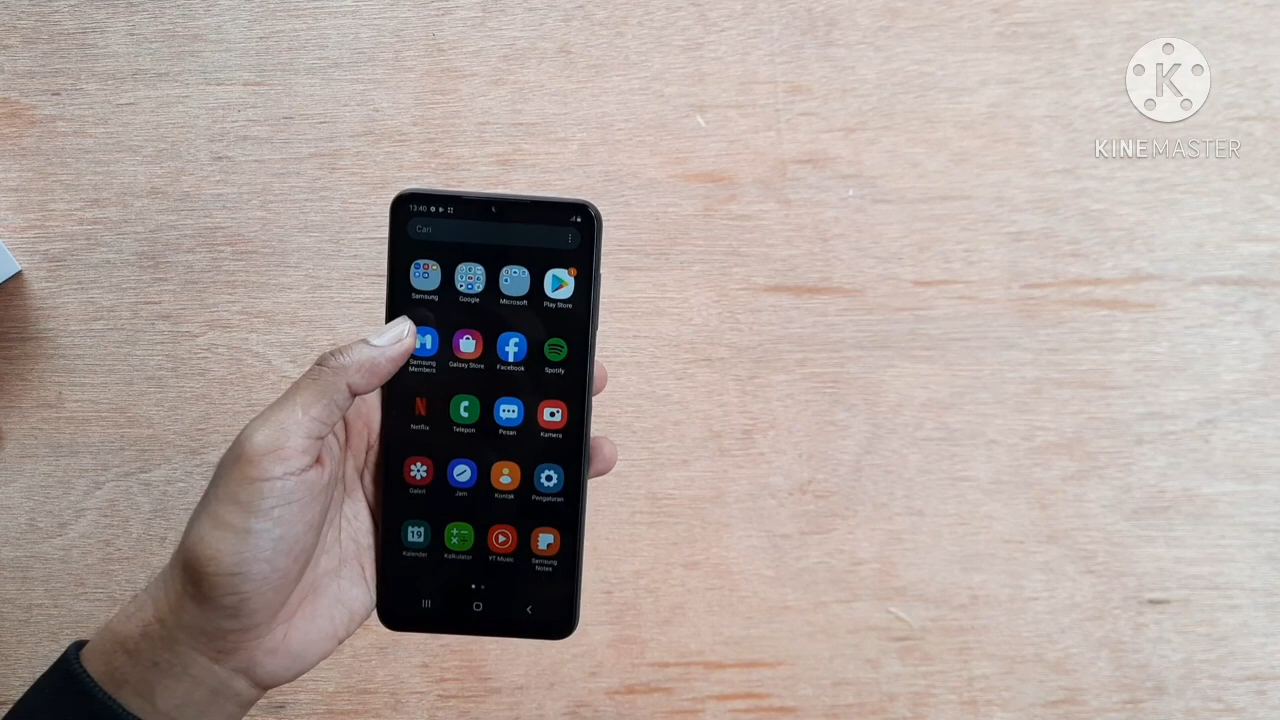 K
KINEMASTER
13:40
Cari
Samsung
Google
Microsoft
Play Store
Samsung
Members
Galaxy Store
Facebook
Spotify
Netflix
Telepon
Pesan
Kamera
Galeri
Jam
Kontak
Pengaturan
19
Kalender
Kalkulator
YT Music
Samsung
Notes